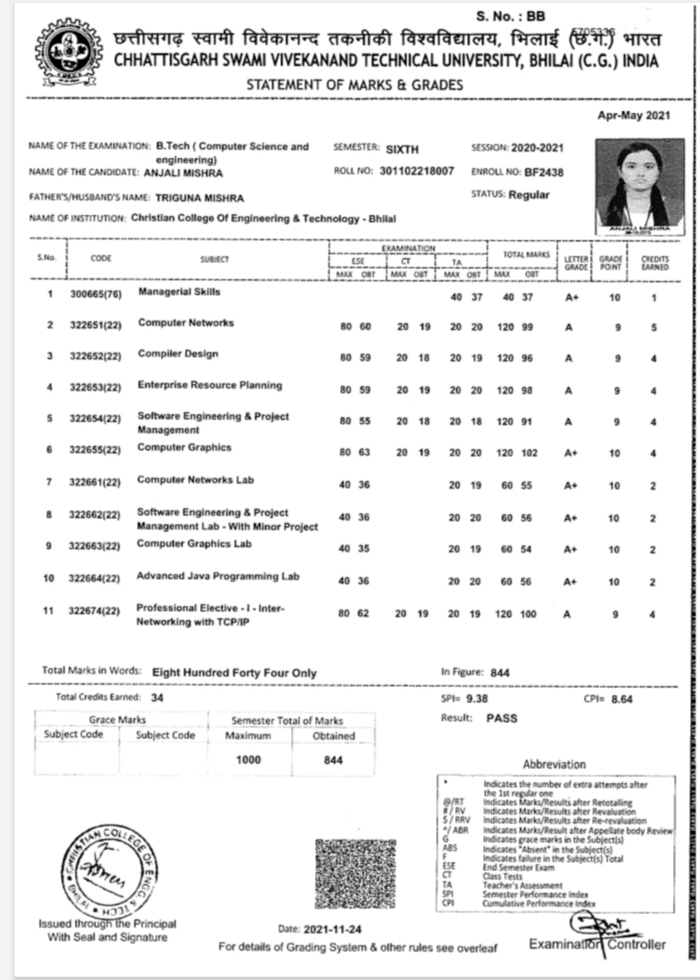 S. No. : BB
5705336
छत्तीसगढ़ स्वामी विवेकानन्द तकनीकी विश्वविद्यालय, भिलाई (छ.ग.) भारत
CHHATTISGARH SWAMI VIVEKANAND TECHNICAL UNIVERSITY, BHILAI (C.G.) INDIA
STATEMENT OF MARKS & GRADES
Apr-May 2021
NAME OF THE EXAMINATION: B.Tech ( Computer Science and engineering) SEMESTER: SIXTH SESSION: 2020-2021
NAME OF THE CANDIDATE: ANJALI MISHRA ROLL NO: 301102218007 ENROLL NO: BF2438
FATHER'S/HUSBAND'S NAME: TRIGUNA MISHRA STATUS: Regular
NAME OF INSTITUTION: Christian College Of Engineering & Technology - Bhilai
ANJALI MISHRA
EXAMINATION
S.No. CODE SUBJECT ESE CT TA TOTAL MARKS LETTER GRADE GRADE POINT CREDITS EARNED
MAX OBT MAX OBT MAX OBT MAX OBT
1 300665(76) Managerial Skills 40 37 40 37 A+ 10 1
2 322651(22) Computer Networks 80 60 20 19 20 20 120 99 A 9 5
3 322652(22) Compiler Design 80 59 20 18 20 19 120 96 A 9 4
4 322653(22) Enterprise Resource Planning 80 59 20 19 20 20 120 98 A 9 4
5 322654(22) Software Engineering & Project Management 80 55 20 18 20 18 120 91 A 9 4
6 322655(22) Computer Graphics 80 63 20 19 20 20 120 102 A+ 10 4
7 322661(22) Computer Networks Lab 40 36 20 19 60 55 A+ 10 2
8 322662(22) Software Engineering & Project Management Lab - With Minor Project 40 36 20 20 60 56 A+ 10 2
9 322663(22) Computer Graphics Lab 40 35 20 19 60 54 A+ 10 2
10 322664(22) Advanced Java Programming Lab 40 36 20 20 60 56 A+ 10 2
11 322674(22) Professional Elective - I - Inter-Networking with TCP/IP 80 62 20 19 20 19 120 100 A 9 4
Total Marks in Words: Eight Hundred Forty Four Only In Figure: 844
Total Credits Earned: 34 SPI= 9.38 CPI= 8.64
Result: PASS
Grace Marks Semester Total of Marks
Subject Code Subject Code Maximum Obtained
1000 844
Abbreviation
* Indicates the number of extra attempts after the 1st regular one
@/RT Indicates Marks/Results after Retotalling
#/ RV Indicates Marks/Results after Revaluation
$ / RRV Indicates Marks/Results after Re-revaluation
^/ ABR Indicates Marks/Result after Appellate body Review
G Indicates grace marks in the Subject(s)
ABS Indicates "Absent" in the Subject(s)
F Indicates failure in the Subject(s) Total
ESE End Semester Exam
CT Class Tests
TA Teacher's Assessment
SPI Semester Performance Index
CPI Cumulative Performance Index
CHRISTIAN COLLEGE OF ENGG & TECH BHILAI
Issued through the Principal
With Seal and Signature
Date: 2021-11-24
For details of Grading System & other rules see overleaf
Examination Controller